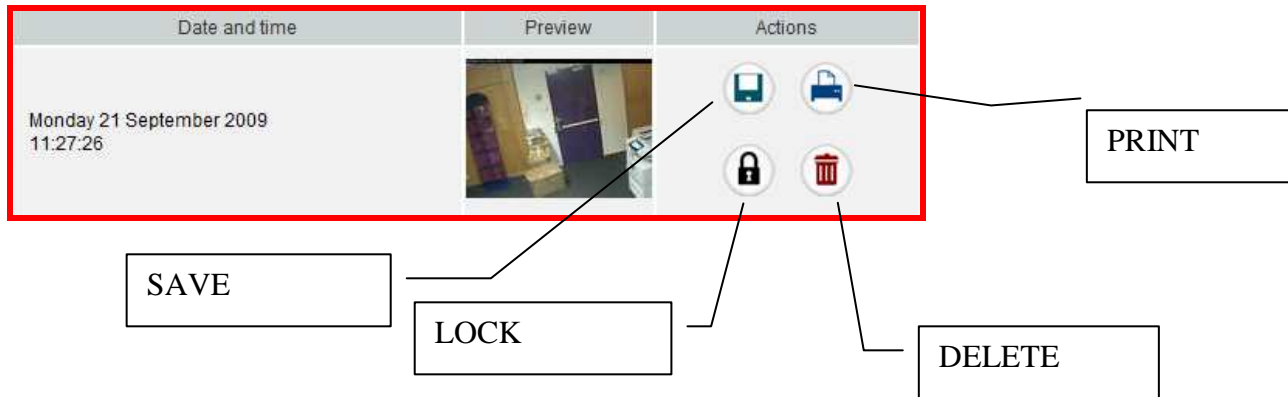 Date and time Preview Actions
Monday 21 September 2009
11:27:26
PRINT
SAVE
LOCK
DELETE